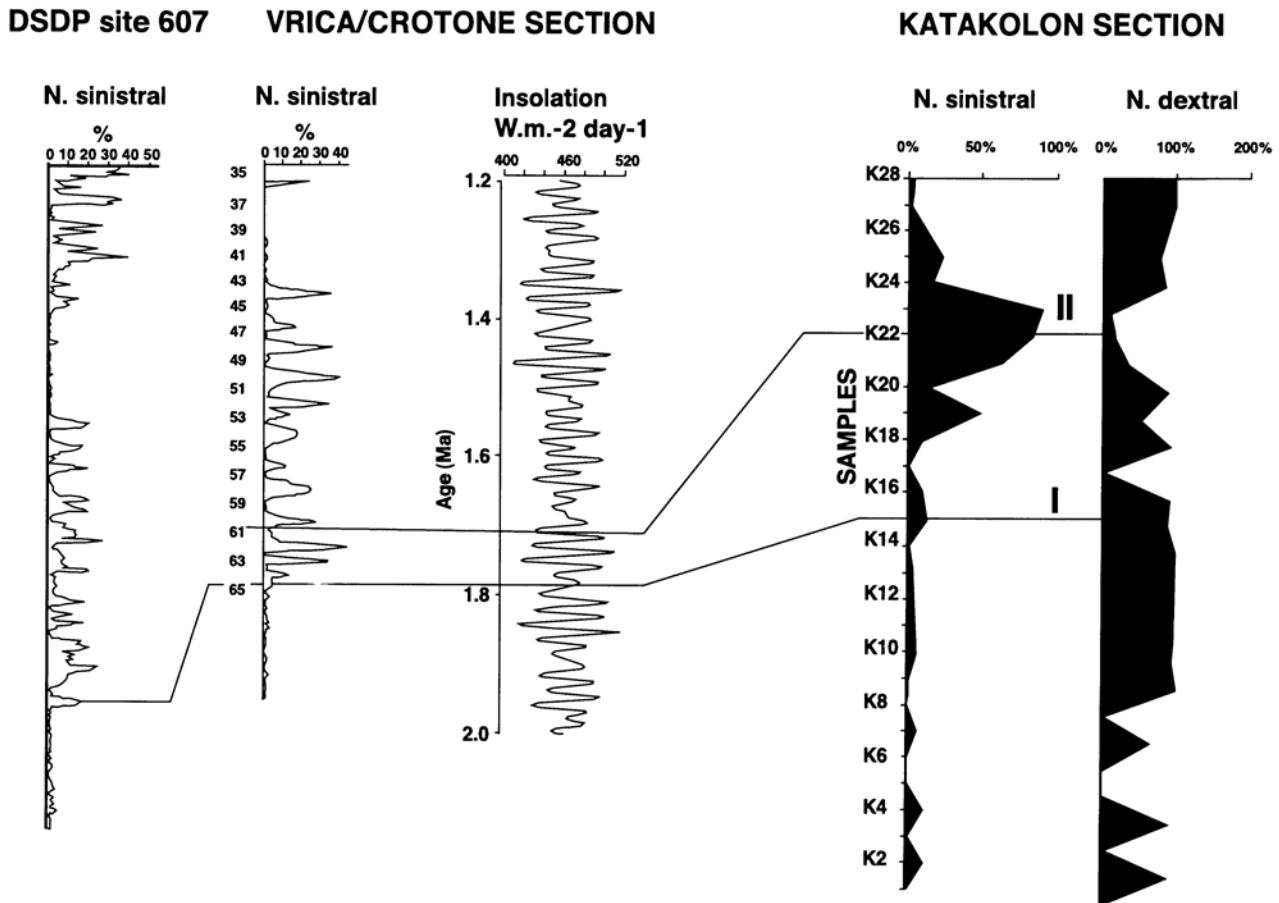 DSDP site 607 VRICA/CROTONE SECTION KATAKOLON SECTION
N. sinistral N. sinistral Insolation N. sinistral N. dextral
% % W.m.-2 day-1
0 10 20 30 40 50 0 10 20 30 40 400 460 520 0% 50% 100% 0% 100% 200%
35
37
39
41
43
45
47
49
51
53
55
57
59
61
63
65
Age (Ma)
1.2
1.4
1.6
1.8
2.0
SAMPLES
K28
K26
K24
K22
K20
K18
K16
K14
K12
K10
K8
K6
K4
K2
II
I